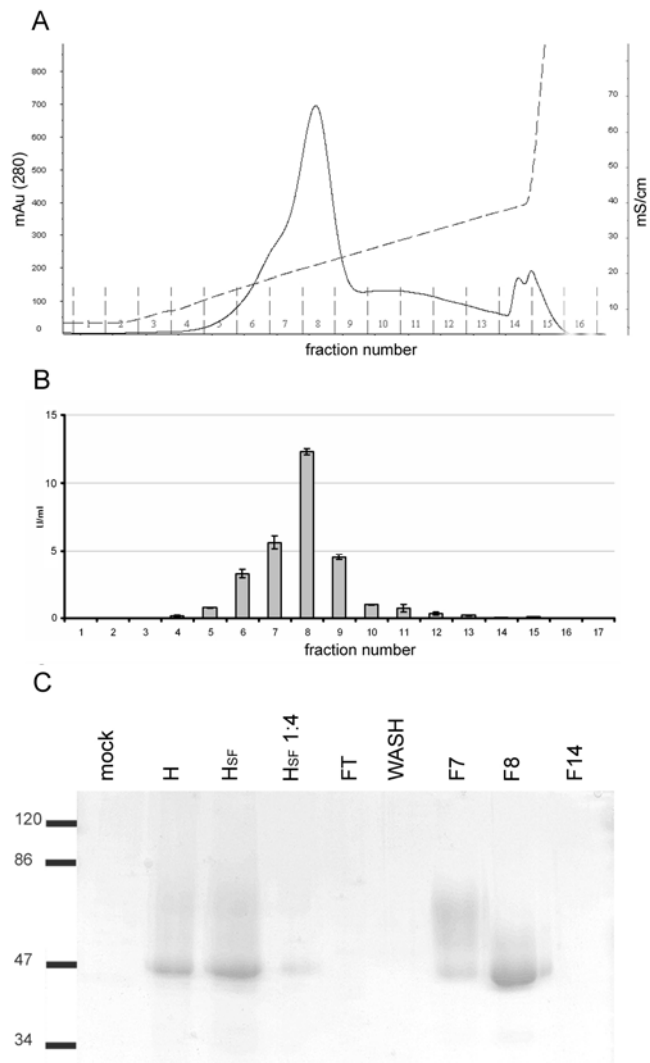 A
mAu (280)
800
700
600
500
400
300
200
100
0
1 2 3 4 5 6 7 8 9 10 11 12 13 14 15 16
70
60
50
40
30
20
10
mS/cm
fraction number
B
U/ml
15
10
5
0
1 2 3 4 5 6 7 8 9 10 11 12 13 14 15 16 17
fraction number
C
mock H HSF HSF 1:4 FT WASH F7 F8 F14
120
86
47
34